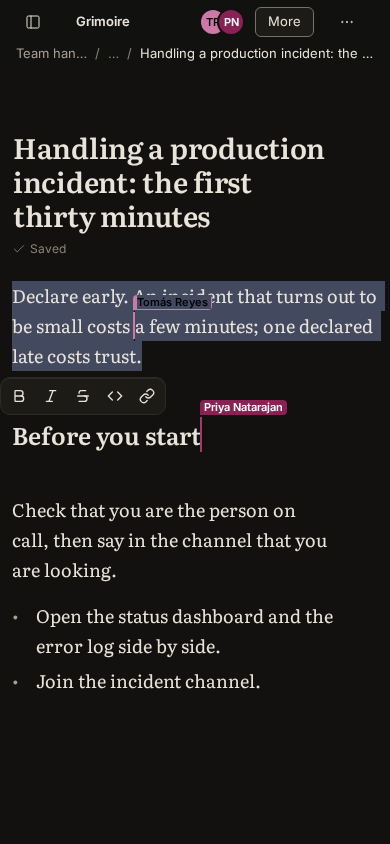 Grimoire
TR
PN
More
Team han... / ... / Handling a production incident: the ...
Handling a production
incident: the first
thirty minutes
Saved
Declare early. An incident that turns out to
Tomás Reyes
be small costs a few minutes; one declared
late costs trust.
B I S
Priya Natarajan
Before you start
Check that you are the person on
call, then say in the channel that you
are looking.
• Open the status dashboard and the
error log side by side.
• Join the incident channel.